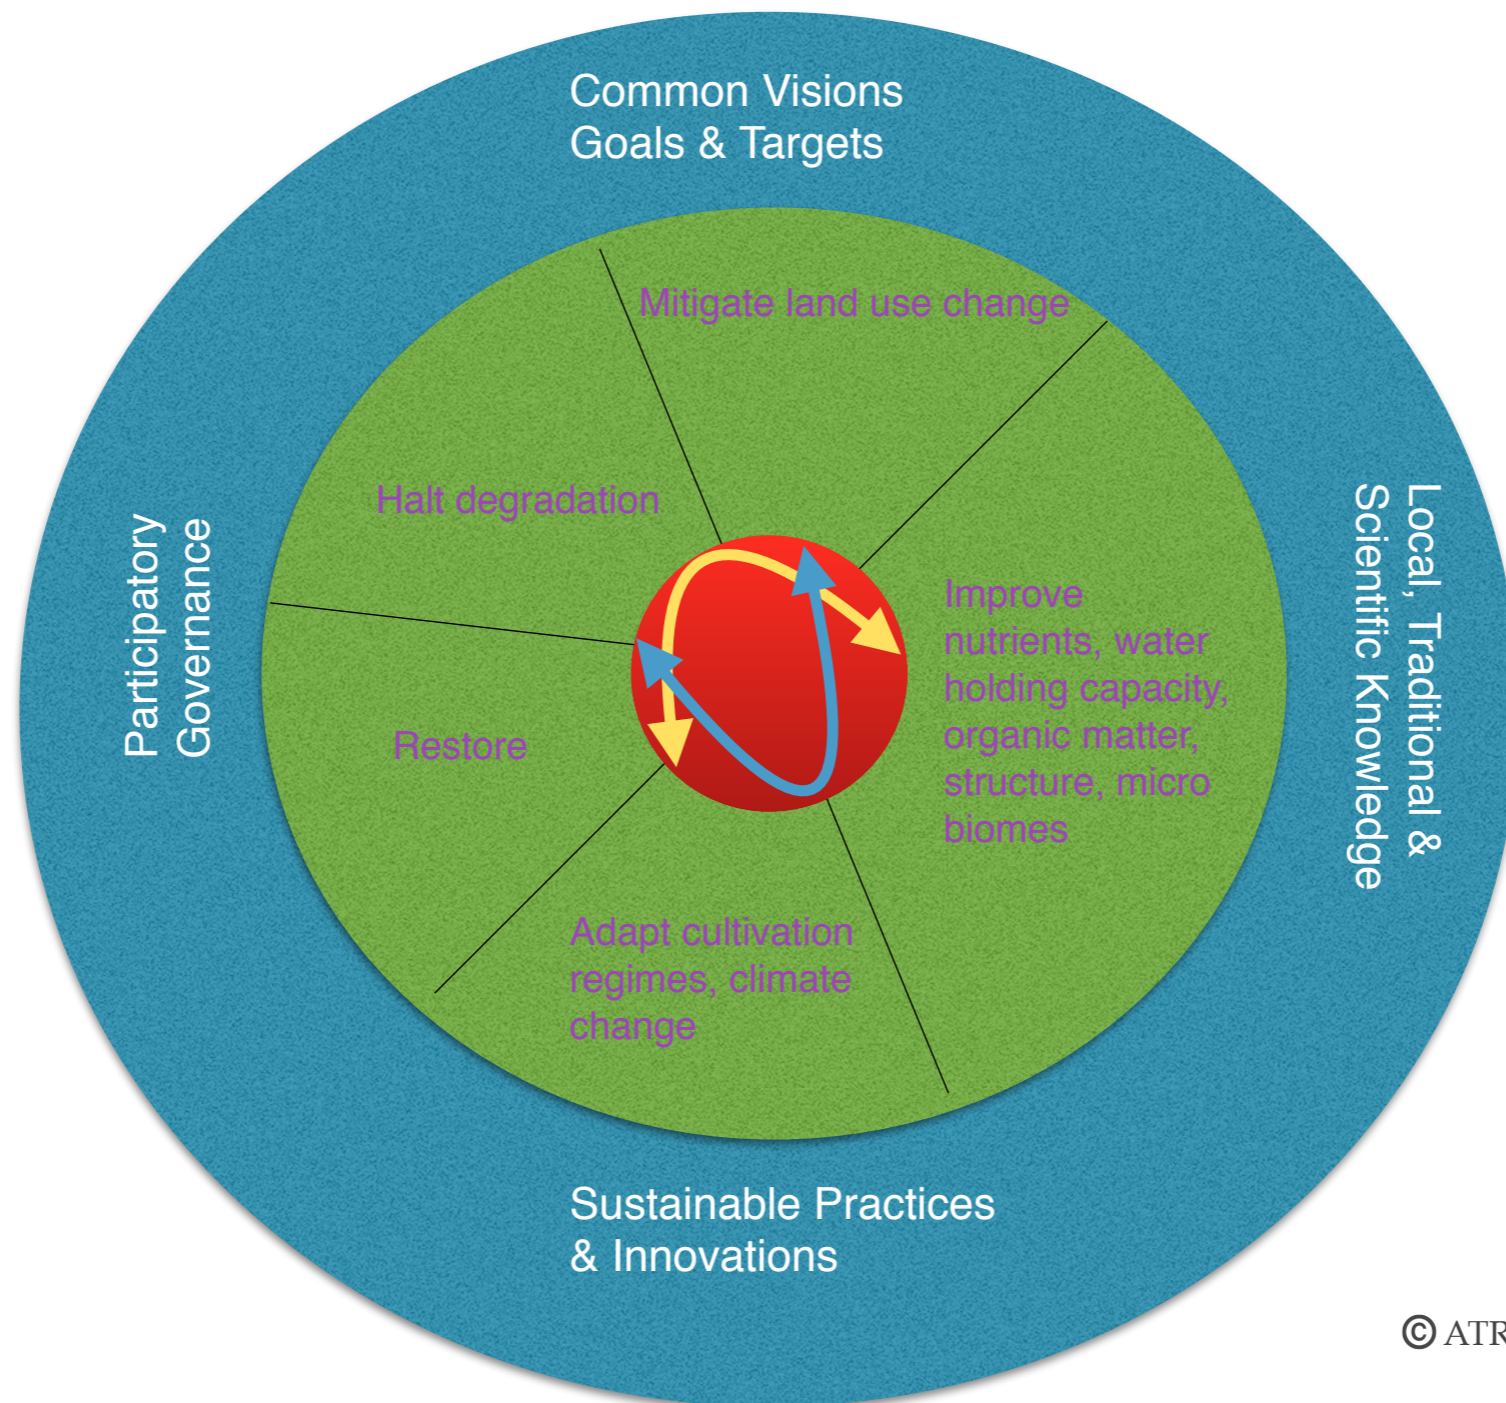 Common Visions
Goals & Targets
Mitigate land use change
Halt degradation
Participatory
Governance
Local, Traditional &
Scientific Knowledge
Improve
nutrients, water
holding capacity,
organic matter,
structure, micro
biomes
Restore
Adapt cultivation
regimes, climate
change
Sustainable Practices
& Innovations
© ATR